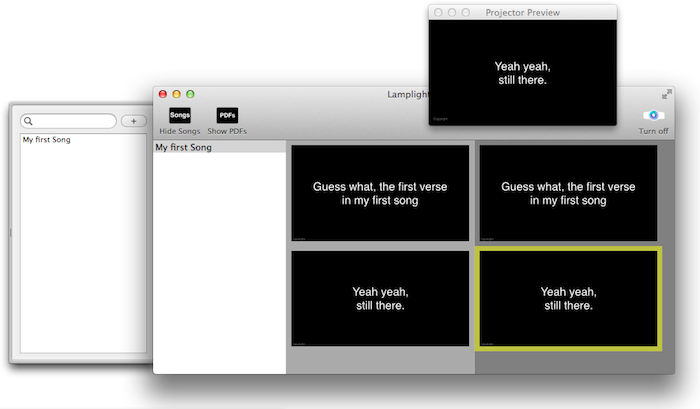 Projector Preview
Yeah yeah,
still there.
Copyright
Lamplight
Songs
PDFs
Hide Songs
Show PDFs
Turn off
+
My first Song
My first Song
Guess what, the first verse
in my first song
Guess what, the first verse
in my first song
Yeah yeah,
still there.
Yeah yeah,
still there.